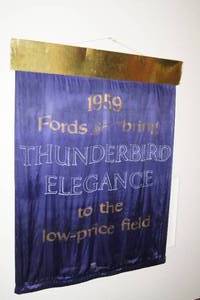 1959
Fords bring
THUNDERBIRD
ELEGANCE
to the
low-price field